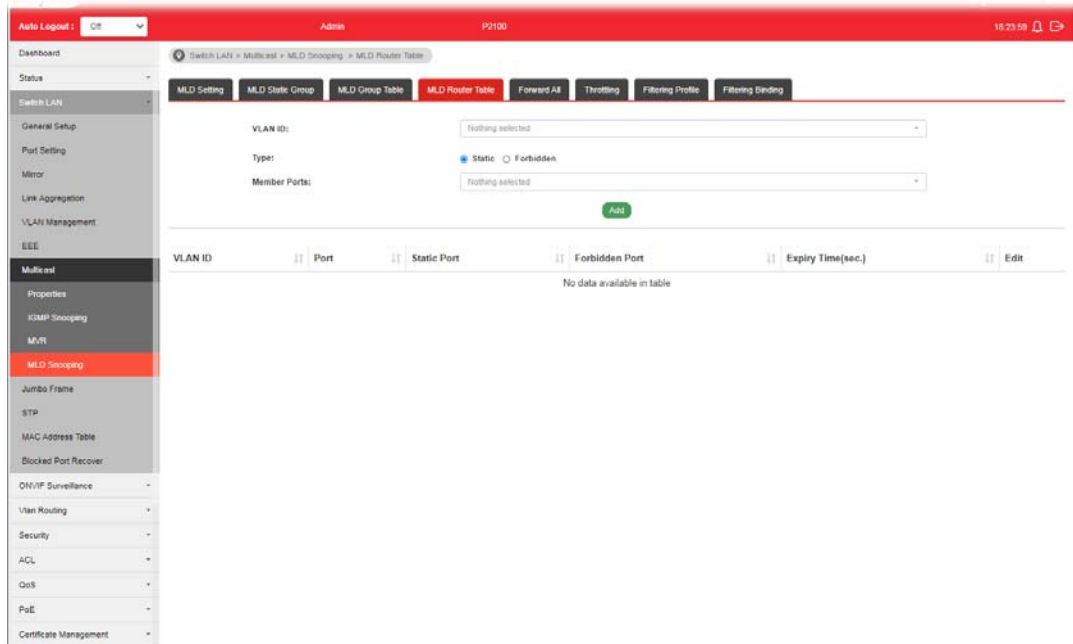 Auto Logout : Off Admin P2100 18:23:59
Dashboard
Status
Switch LAN
General Setup
Port Setting
Mirror
Link Aggregation
VLAN Management
EEE
Multicast
Properties
IGMP Snooping
MVR
MLD Snooping
Jumbo Frame
STP
MAC Address Table
Blocked Port Recover
ONVIF Surveillance
Vlan Routing
Security
ACL
QoS
PoE
Certificate Management
Switch LAN » Multicast » MLD Snooping » MLD Router Table
MLD Setting MLD Static Group MLD Group Table MLD Router Table Forward All Throttling Filtering Profile Filtering Binding
VLAN ID: Nothing selected
Type: Static Forbidden
Member Ports: Nothing selected
Add
VLAN ID Port Static Port Forbidden Port Expiry Time(sec.) Edit
No data available in table